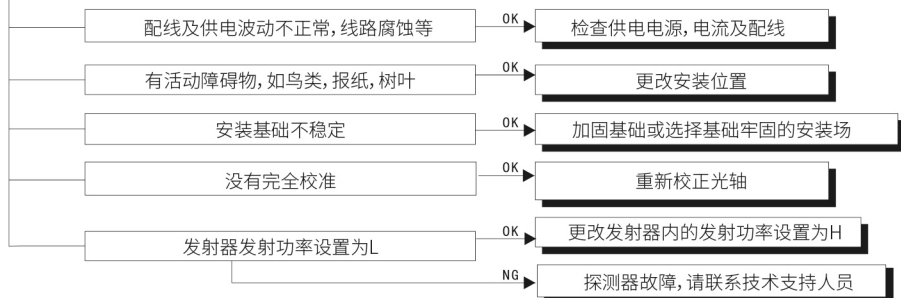 配线及供电波动不正常,线路腐蚀等
OK
检查供电电源,电流及配线
有活动障碍物,如鸟类,报纸,树叶
OK
更改安装位置
安装基础不稳定
OK
加固基础或选择基础牢固的安装场
没有完全校准
OK
重新校正光轴
发射器发射功率设置为L
OK
更改发射器内的发射功率设置为H
NG
探测器故障,请联系技术支持人员